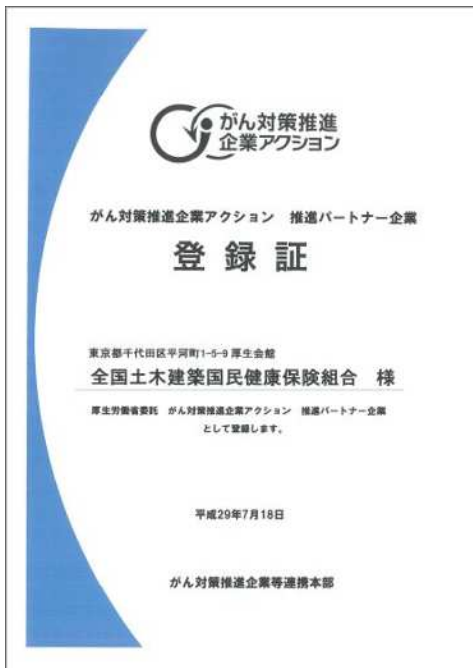 がん対策推進
企業アクション
がん対策推進企業アクション 推進パートナー企業
登録証
東京都千代田区平河町1-5-9 厚生会館
全国土木建築国民健康保険組合 様
厚生労働省委託 がん対策推進企業アクション 推進パートナー企業
として登録します。
平成29年7月18日
がん対策推進企業等連携本部